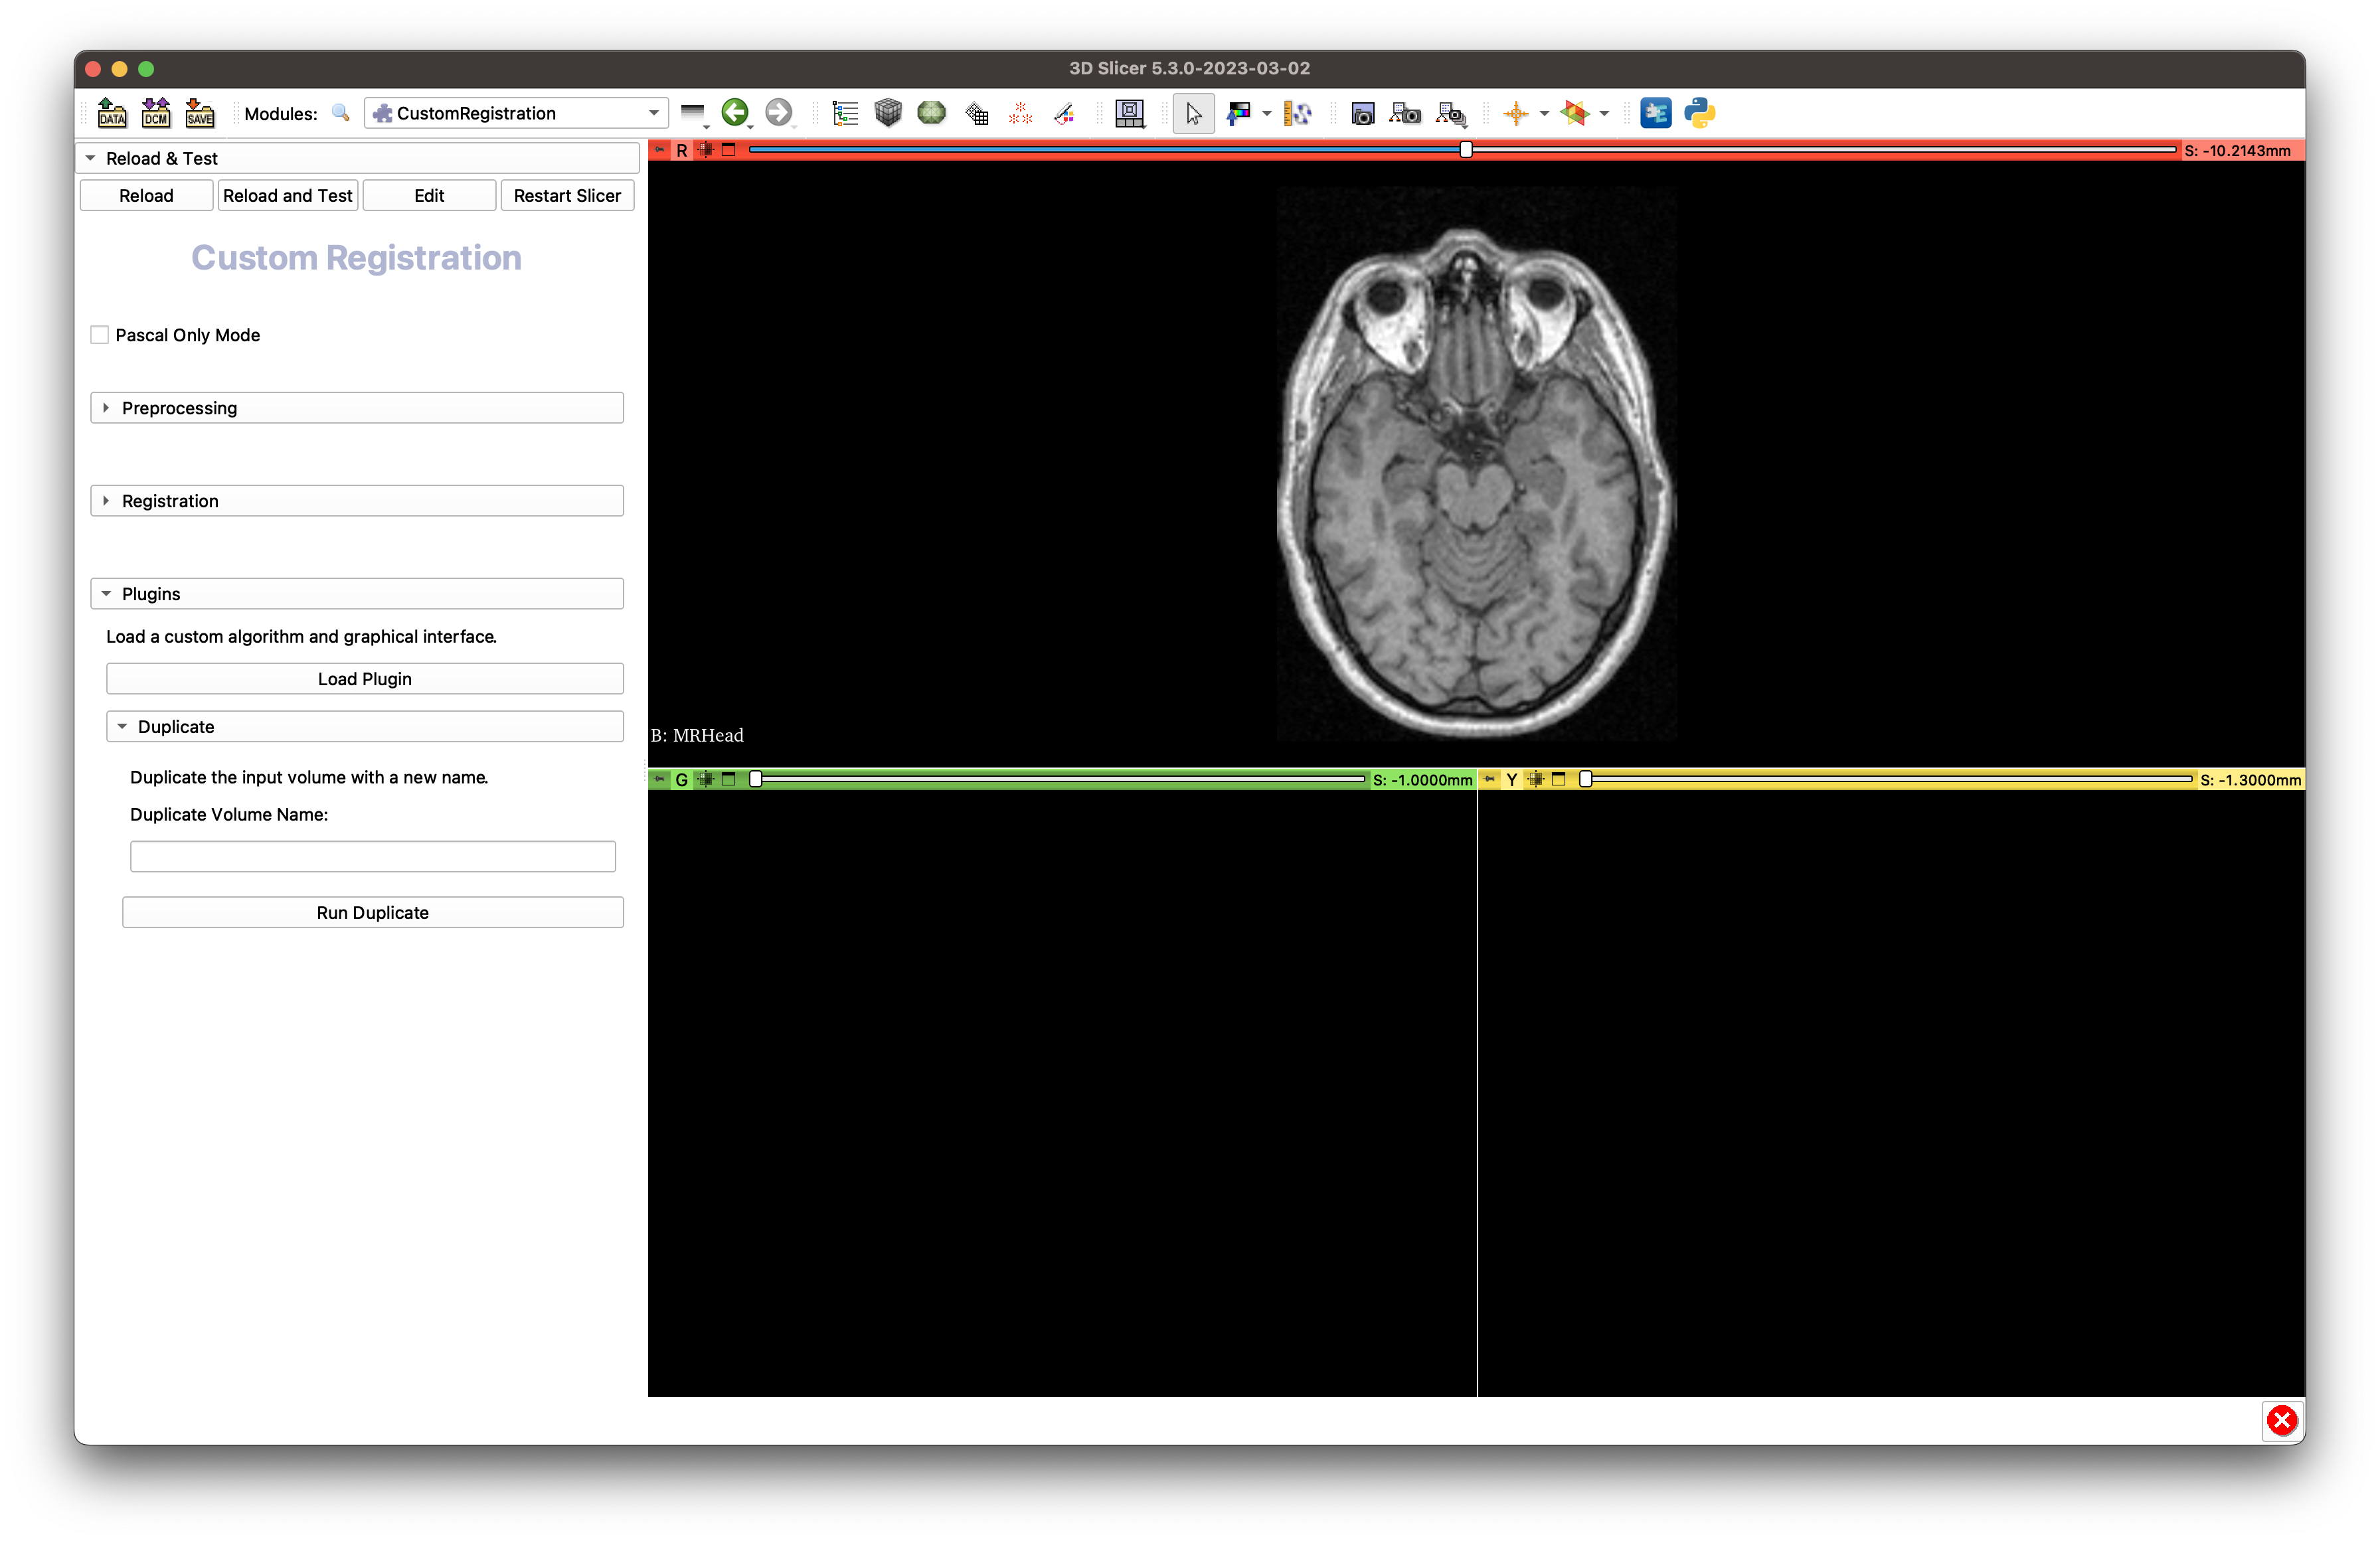 3D Slicer 5.3.0-2023-03-02
DATA DCM SAVE Modules: CustomRegistration
Reload & Test
Reload Reload and Test Edit Restart Slicer
Custom Registration
Pascal Only Mode
Preprocessing
Registration
Plugins
Load a custom algorithm and graphical interface.
Load Plugin
Duplicate
Duplicate the input volume with a new name.
Duplicate Volume Name:
Run Duplicate
R S: -10.2143mm
B: MRHead
G S: -1.0000mm
Y S: -1.3000mm